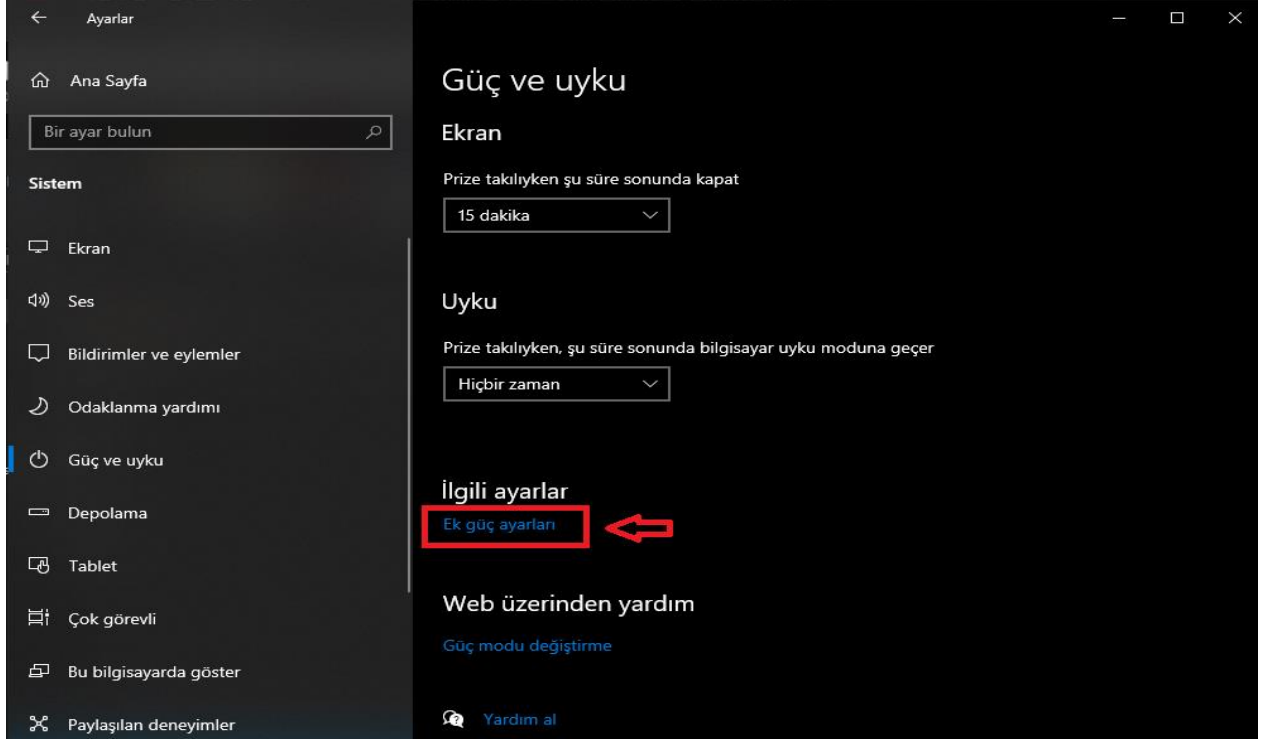 Ayarlar
Ana Sayfa
Bir ayar bulun
Sistem
Ekran
Ses
Bildirimler ve eylemler
Odaklanma yardımı
Güç ve uyku
Depolama
Tablet
Çok görevli
Bu bilgisayarda göster
Paylaşılan deneyimler
Güç ve uyku
Ekran
Prize takılıyken şu süre sonunda kapat
15 dakika
Uyku
Prize takılıyken, şu süre sonunda bilgisayar uyku moduna geçer
Hiçbir zaman
İlgili ayarlar
Ek güç ayarları
Web üzerinden yardım
Güç modu değiştirme
Yardım al